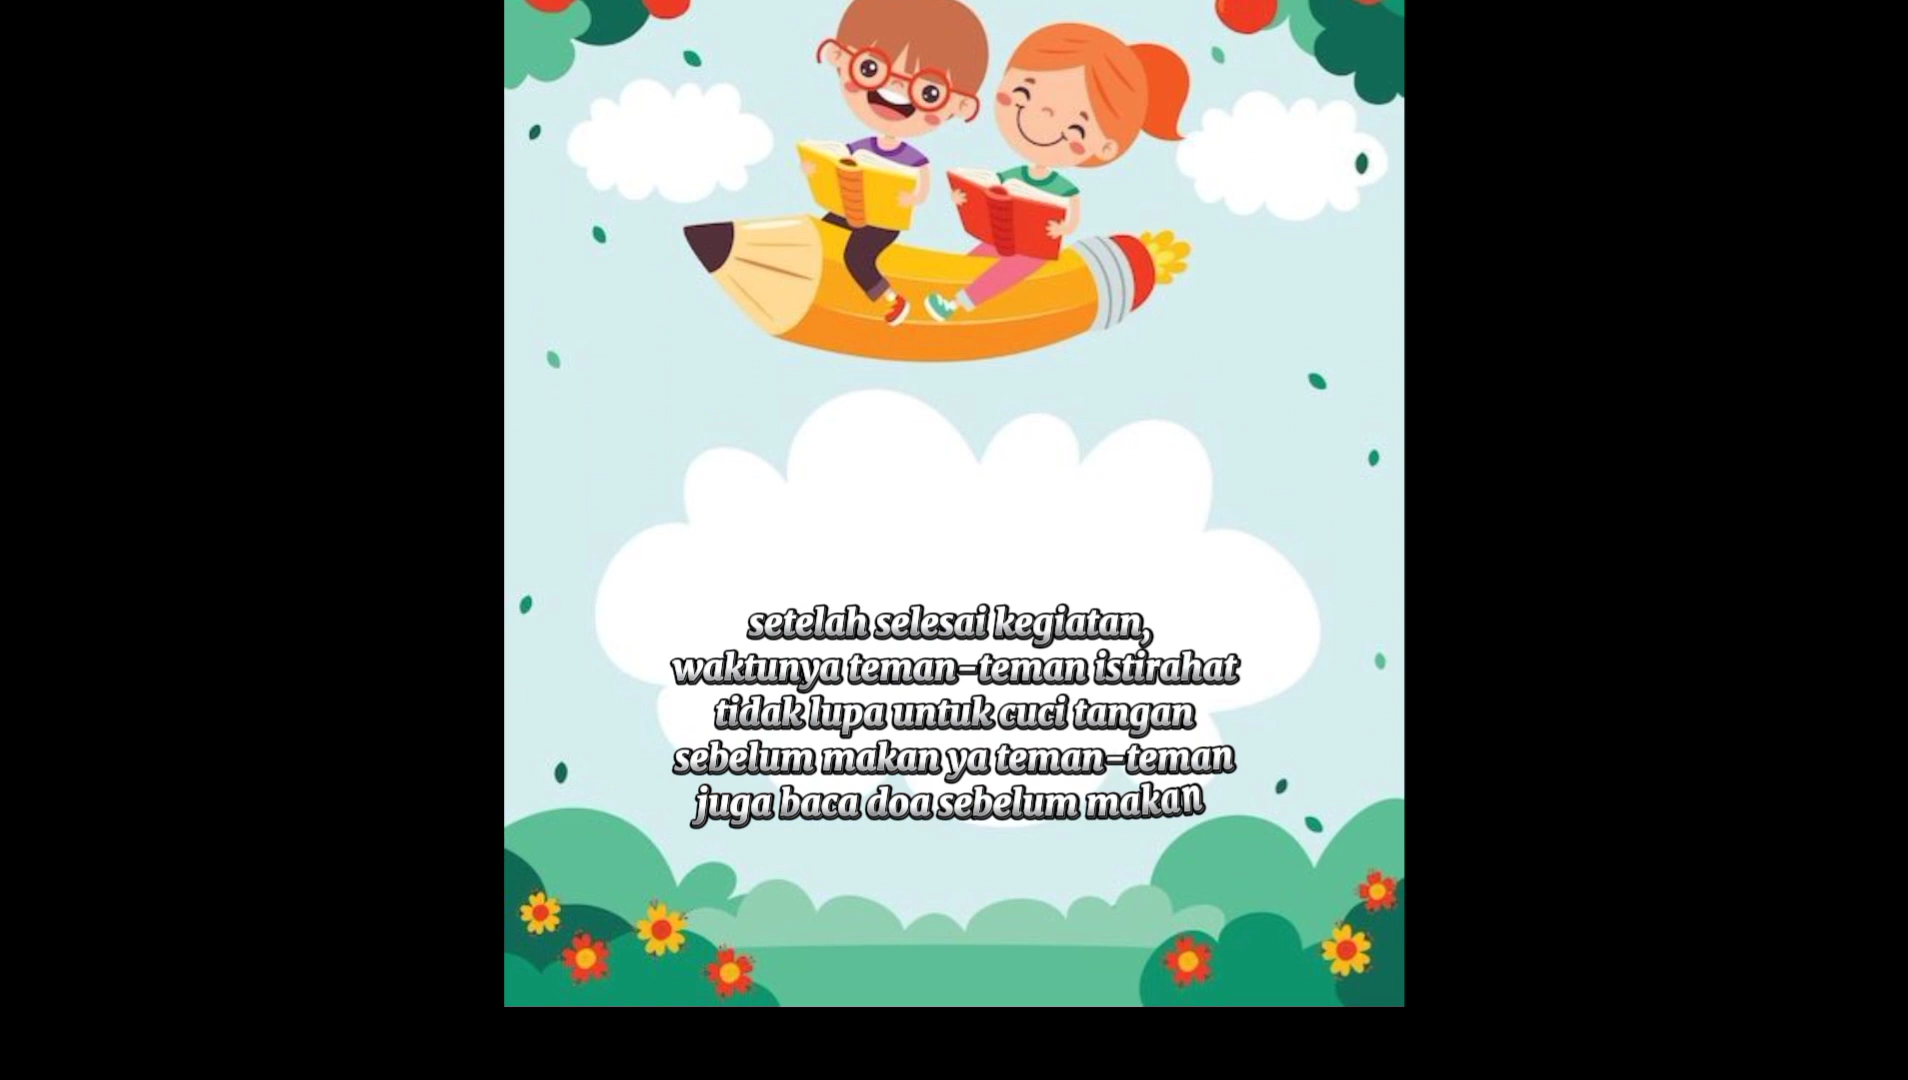 setelah selesai kegiatan,
waktunya teman-teman istirahat
tidak lupa untuk cuci tangan
sebelum makan ya teman-teman
juga baca doa sebelum makan